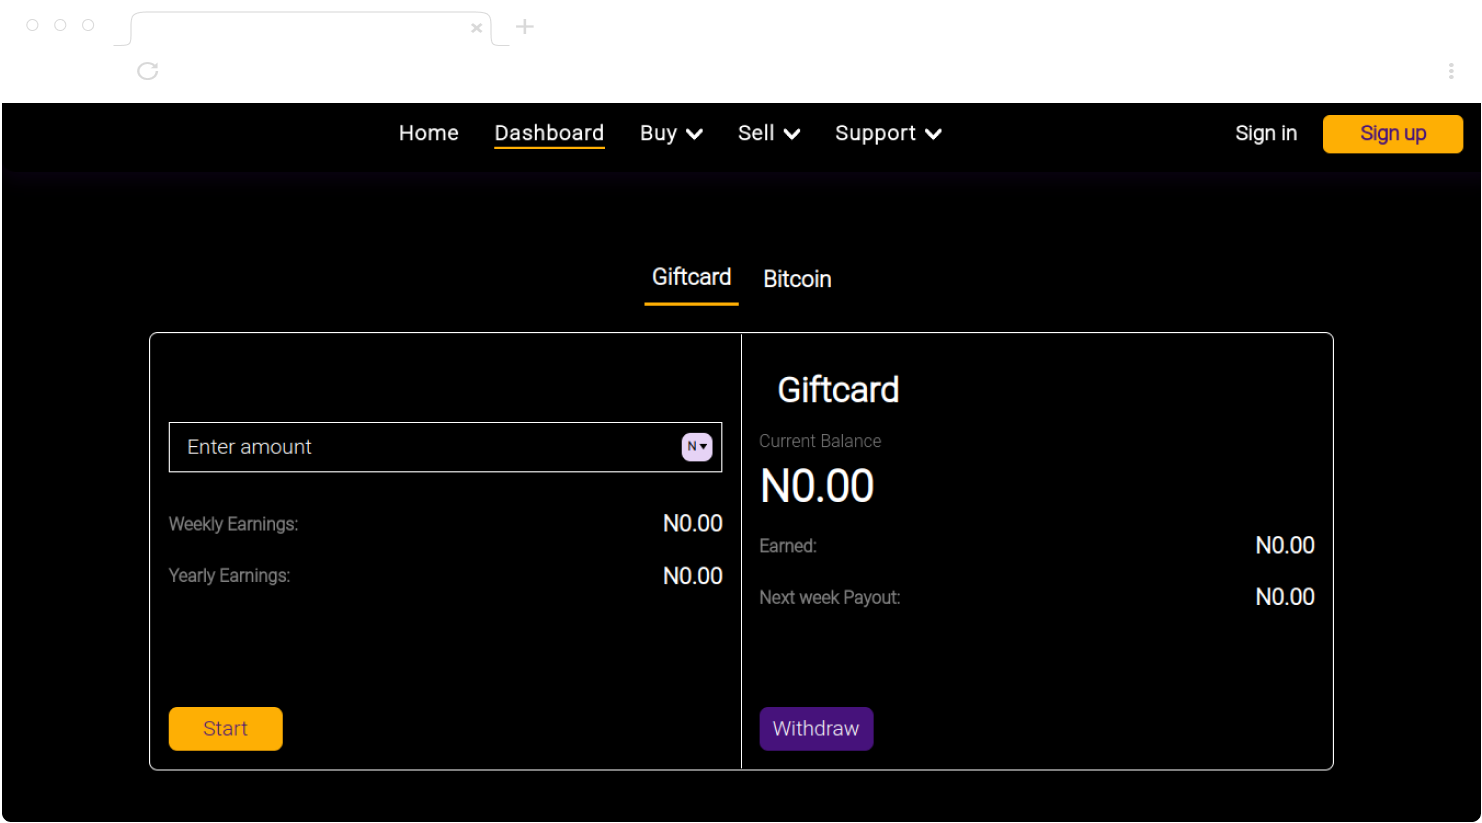 Home Dashboard Buy Sell Support Sign in Sign up
Giftcard Bitcoin
Enter amount N
Weekly Earnings: N0.00
Yearly Earnings: N0.00
Start
Giftcard
Current Balance
N0.00
Earned: N0.00
Next week Payout: N0.00
Withdraw